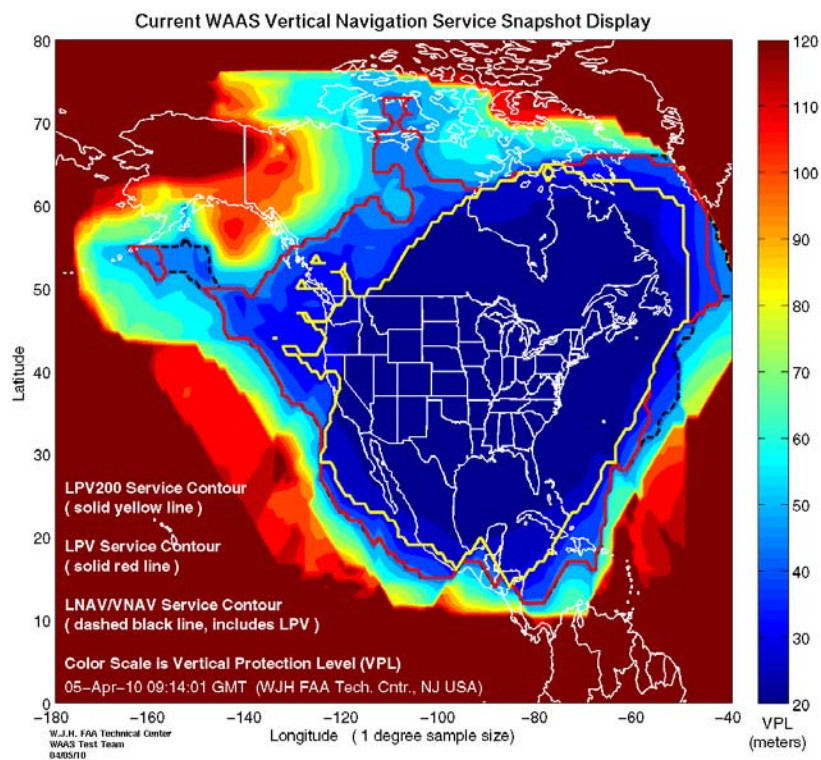 Current WAAS Vertical Navigation Service Snapshot Display
80
70
60
50
40
30
20
10
0
Latitude
LPV200 Service Contour
( solid yellow line )
LPV Service Contour
(solid red line )
LNAV/VNAV Service Contour
( dashed black line, includes LPV )
Color Scale is Vertical Protection Level (VPL)
05-Apr-10 09:14:01 GMT (WJH FAA Tech. Cntr., NJ USA)
−180 −160 −140 −120 −100 −80 −60 −40
Longitude ( 1 degree sample size)
W.J.H. FAA Technical Center
WAAS Test Team
04/05/10
120
110
100
90
80
70
60
50
40
30
20
VPL
(meters)